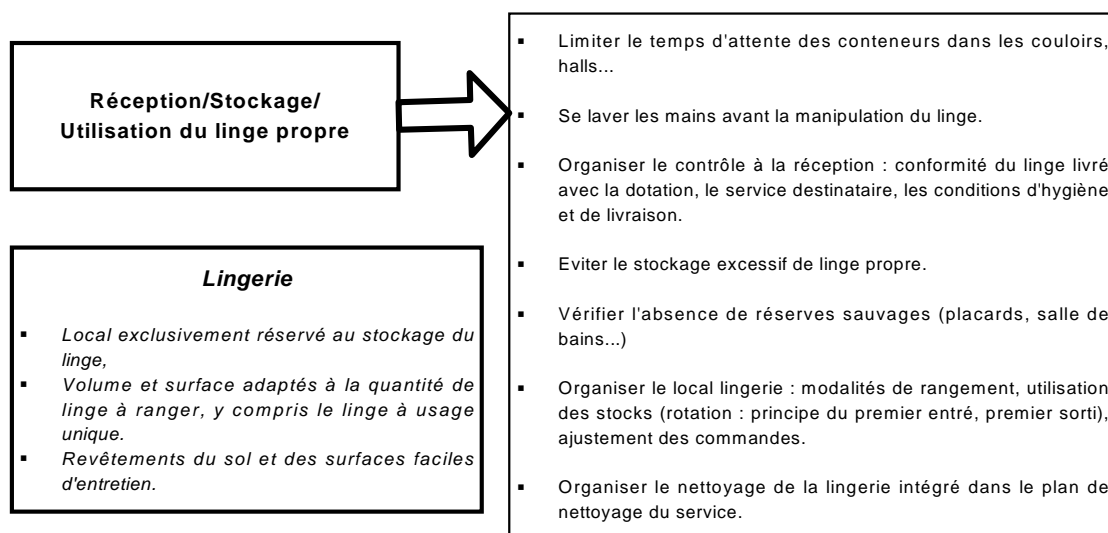 Réception/Stockage/
Utilisation du linge propre
Lingerie
▪ Local exclusivement réservé au stockage du
linge,
▪ Volume et surface adaptés à la quantité de
linge à ranger, y compris le linge à usage
unique.
▪ Revêtements du sol et des surfaces faciles
d'entretien.
▪ Limiter le temps d'attente des conteneurs dans les couloirs,
halls...
▪ Se laver les mains avant la manipulation du linge.
▪ Organiser le contrôle à la réception : conformité du linge livré
avec la dotation, le service destinataire, les conditions d'hygiène
et de livraison.
▪ Eviter le stockage excessif de linge propre.
▪ Vérifier l'absence de réserves sauvages (placards, salle de
bains...)
▪ Organiser le local lingerie : modalités de rangement, utilisation
des stocks (rotation : principe du premier entré, premier sorti),
ajustement des commandes.
▪ Organiser le nettoyage de la lingerie intégré dans le plan de
nettoyage du service.